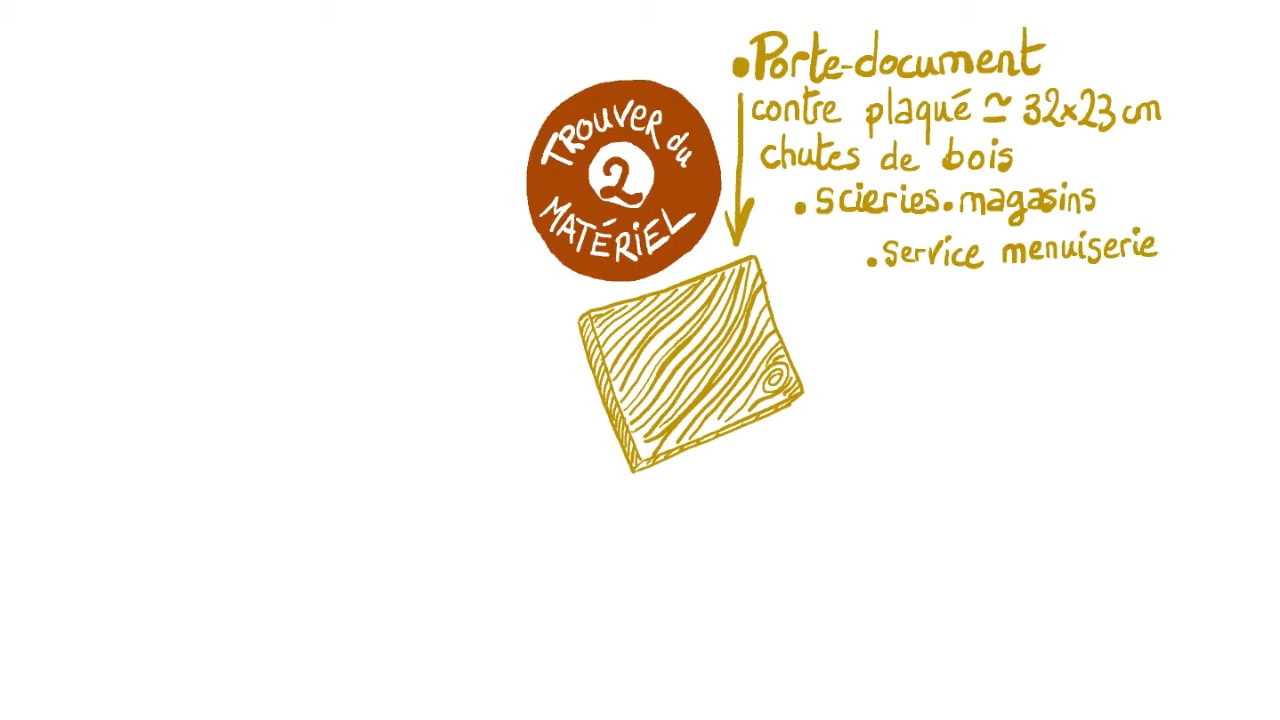 TROUVER du
2
MATÉRIEL
•Porte-document
contre plaqué ≃ 32x23 cm
chutes de bois
•scieries.magasins
•service menuiserie